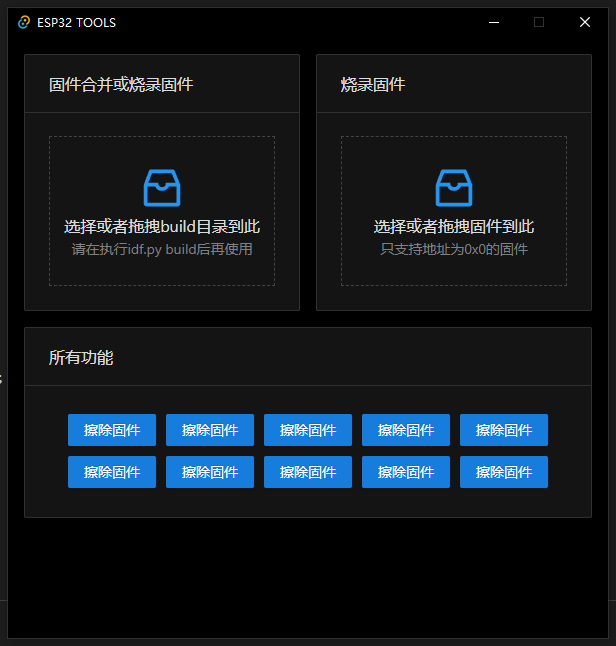 ESP32 TOOLS
固件合并或烧录固件
选择或者拖拽build目录到此
请在执行idf.py build后再使用
烧录固件
选择或者拖拽固件到此
只支持地址为0x0的固件
所有功能
擦除固件 擦除固件 擦除固件 擦除固件 擦除固件
擦除固件 擦除固件 擦除固件 擦除固件 擦除固件